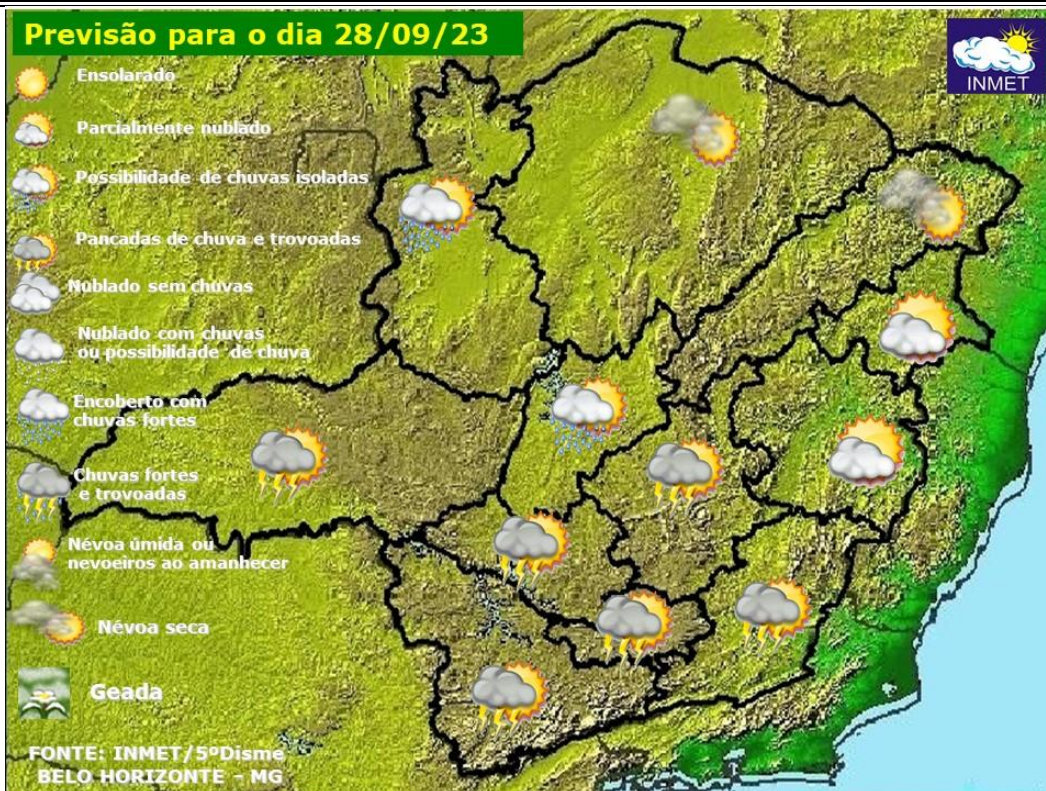 Previsão para o dia 28/09/23
INMET
Ensolarado
Parcialmente nublado
Possibilidade de chuvas isoladas
Pancadas de chuva e trovoadas
Nublado sem chuvas
Nublado com chuvas
ou possibilidade de chuva
Encoberto com
chuvas fortes
Chuvas fortes
e trovoadas
Névoa úmida ou
nevoeiros ao amanhecer
Névoa seca
Geada
FONTE: INMET/5ºDisme
BELO HORIZONTE - MG